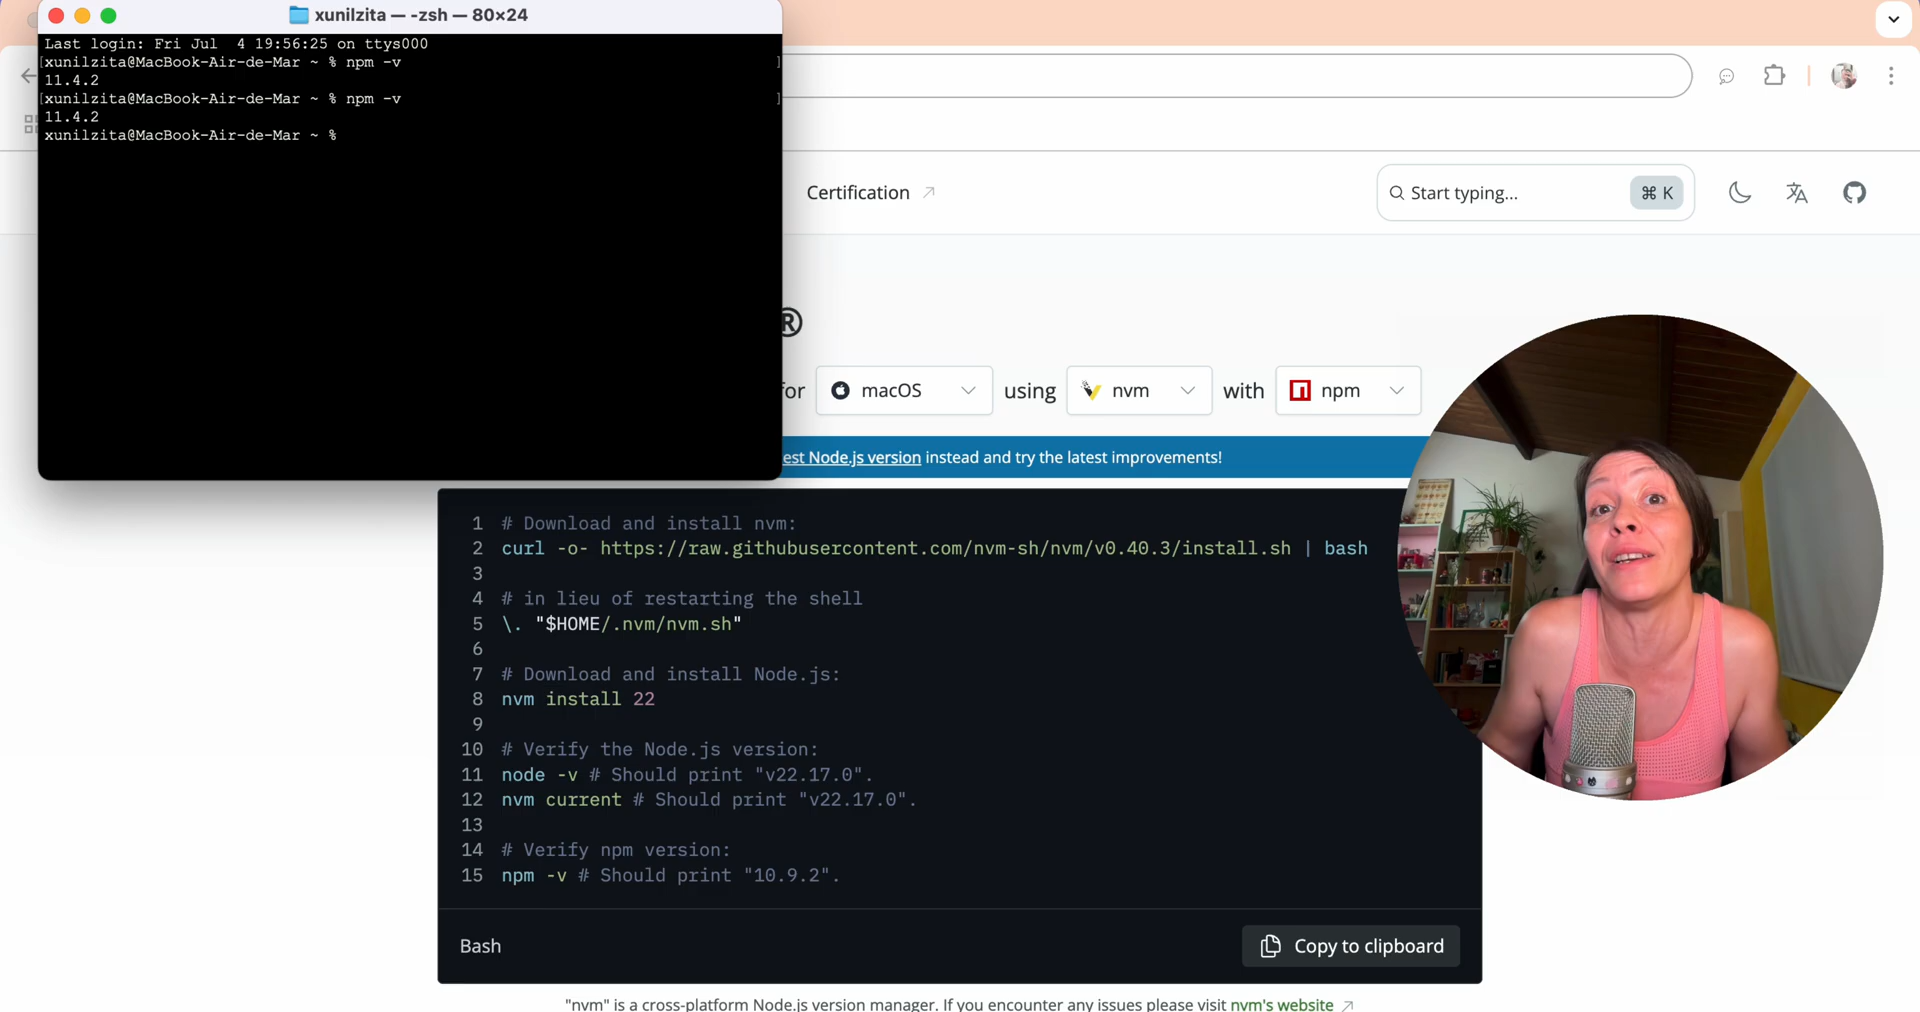 xunilzita — -zsh — 80×24
Last login: Fri Jul  4 19:56:25 on ttys000
[xunilzita@MacBook-Air-de-Mar ~ % npm -v ]
11.4.2
[xunilzita@MacBook-Air-de-Mar ~ % npm -v ]
11.4.2
xunilzita@MacBook-Air-de-Mar ~ %
Certification
Start typing...
⌘ K
®
for
macOS
using
nvm
with
npm
est Node.js version instead and try the latest improvements!
1 # Download and install nvm:
2 curl -o- https://raw.githubusercontent.com/nvm-sh/nvm/v0.40.3/install.sh | bash
3
4 # in lieu of restarting the shell
5 \. "$HOME/.nvm/nvm.sh"
6
7 # Download and install Node.js:
8 nvm install 22
9
10 # Verify the Node.js version:
11 node -v # Should print "v22.17.0".
12 nvm current # Should print "v22.17.0".
13
14 # Verify npm version:
15 npm -v # Should print "10.9.2".
Bash
Copy to clipboard
"nvm" is a cross-platform Node.js version manager. If you encounter any issues please visit nvm's website